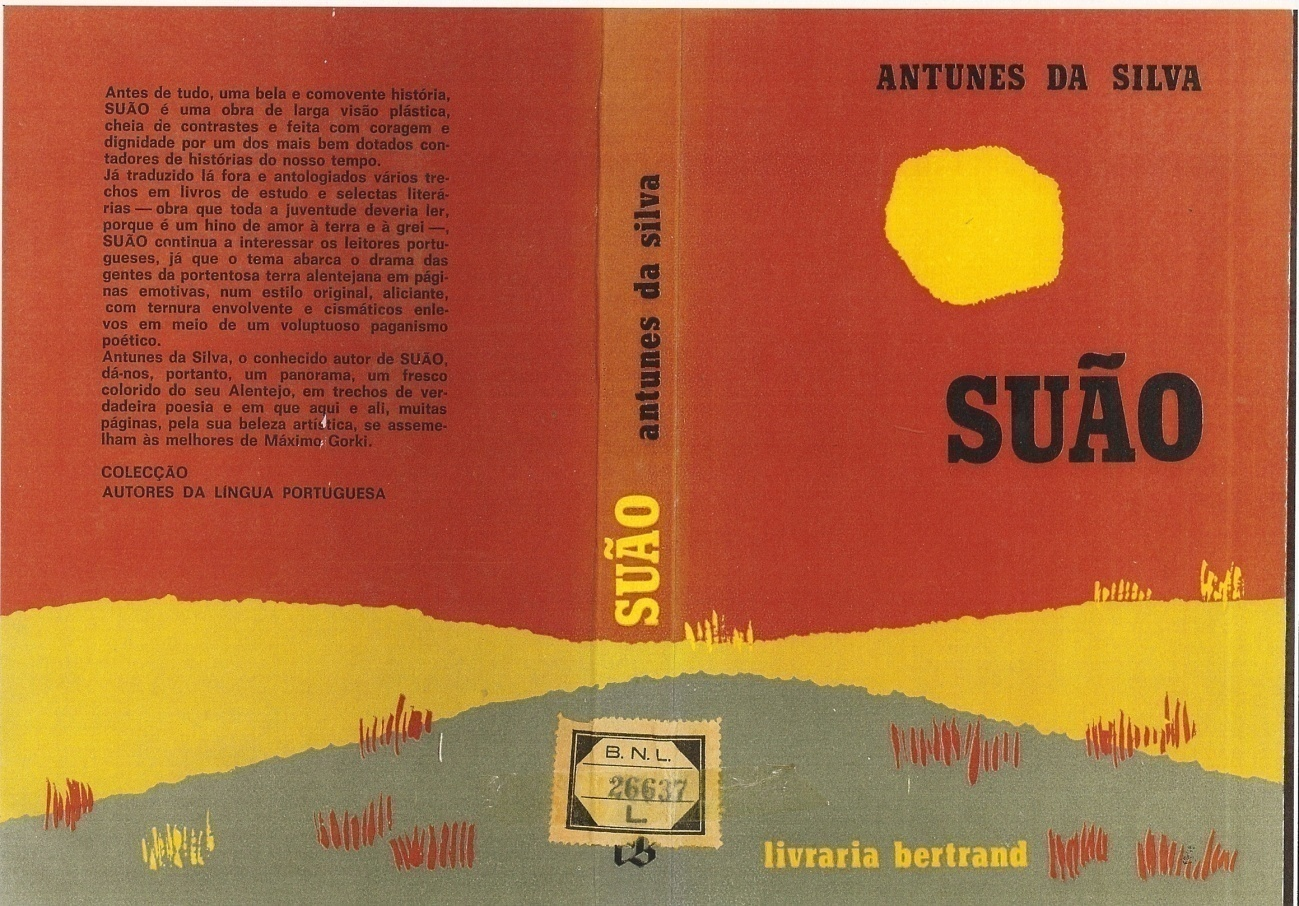 Antes de tudo, uma bela e comovente história,
SUÃO é uma obra de larga visão plástica,
cheia de contrastes e feita com coragem e
dignidade por um dos mais bem dotados con-
tadores de histórias do nosso tempo.
Já traduzido lá fora e antologiados vários tre-
chos em livros de estudo e selectas literá-
rias — obra que toda a juventude deveria ler,
porque é um hino de amor à terra e à grei —,
SUÃO continua a interessar os leitores portu-
gueses, já que o tema abarca o drama das
gentes da portentosa terra alentejana em pági-
nas emotivas, num estilo original, aliciante,
com ternura envolvente e cismáticos enle-
vos em meio de um voluptuoso paganismo
poético.
Antunes da Silva, o conhecido autor de SUÃO,
dá-nos, portanto, um panorama, um fresco
colorido do seu Alentejo, em trechos de ver-
dadeira poesia e em que aqui e ali, muitas
páginas, pela sua beleza artística, se asseme-
lham às melhores de Máximo Gorki.
COLECÇÃO
AUTORES DA LÍNGUA PORTUGUESA
antunes da silva
SUÃO
B. N. L.
26637
L.
ANTUNES DA SILVA
SUÃO
livraria bertrand